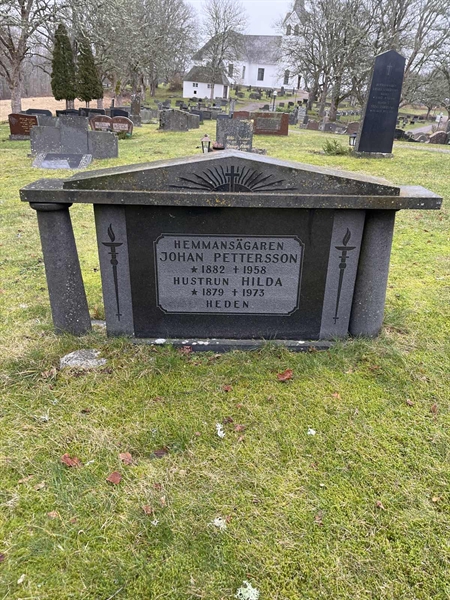 HEMMANSÄGAREN
JOHAN PETTERSSON
★ 1882 ✝ 1958
HUSTRUN HILDA
★ 1879 ✝ 1973
HEDEN